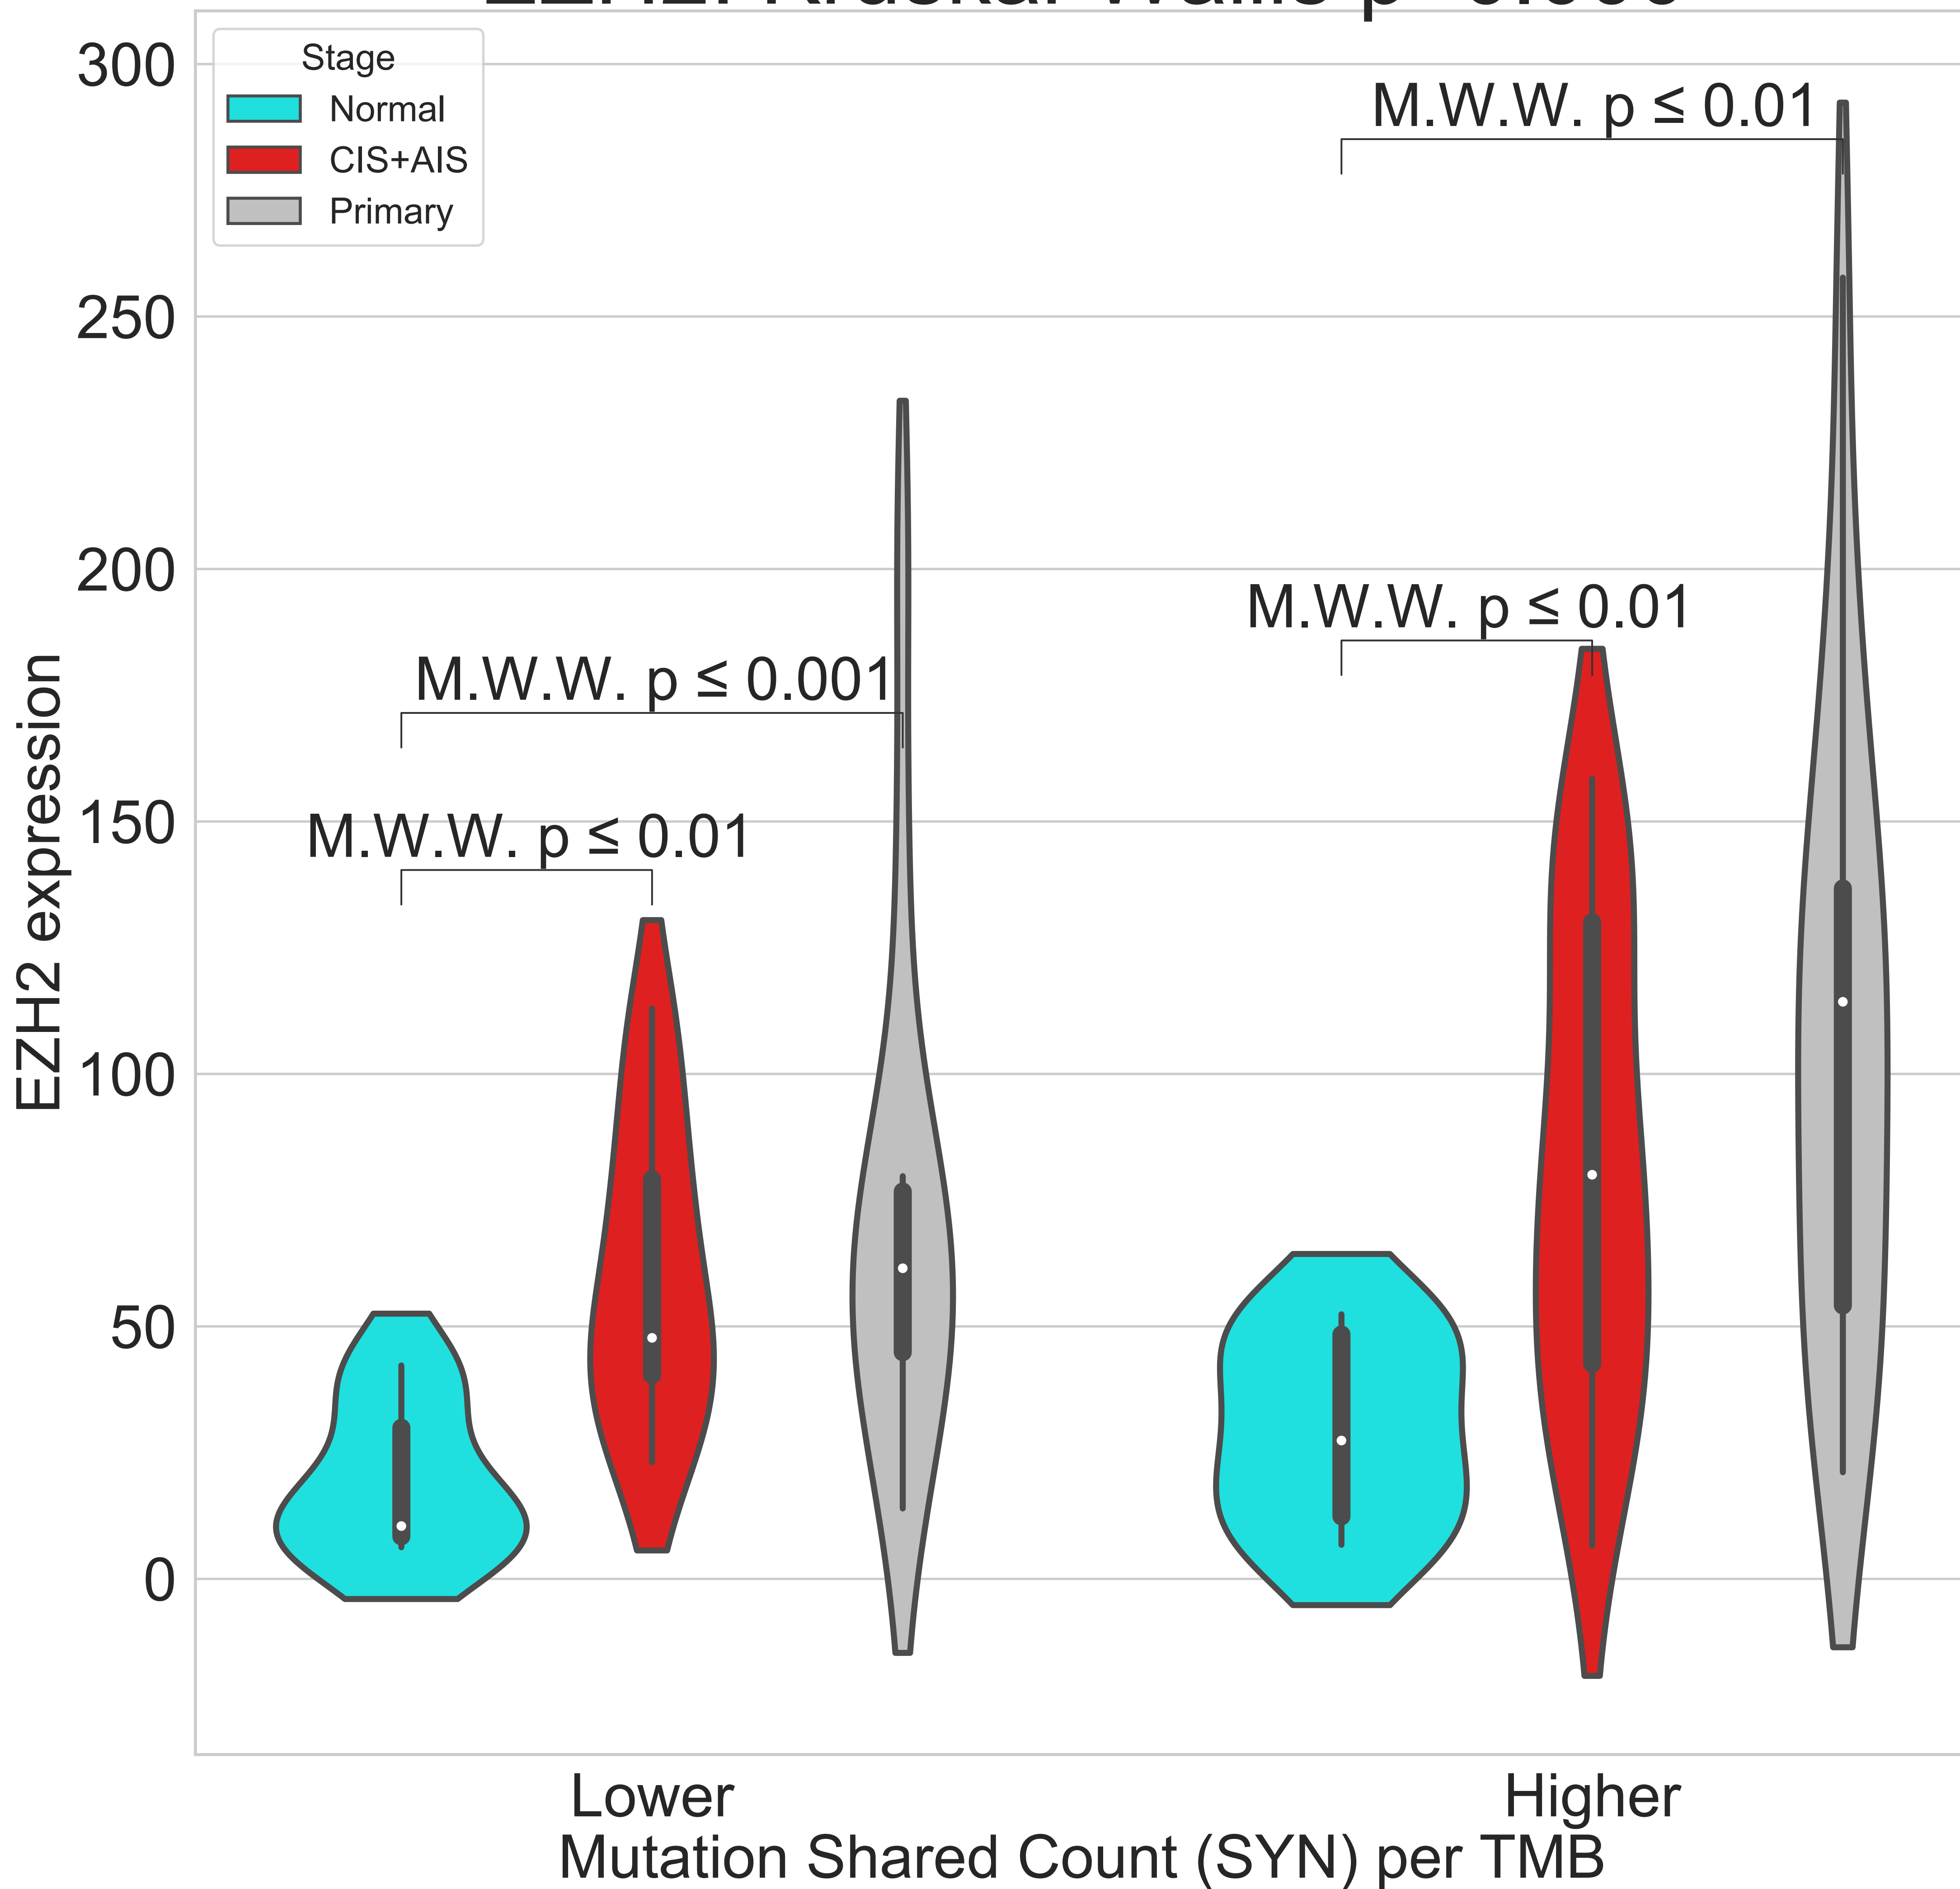 300
250
200
150
100
50
0
EZH2 expression
Stage
Normal
CIS+AIS
Primary
M.W.W. p ≤ 0.01
M.W.W. p ≤ 0.01
M.W.W. p ≤ 0.001
M.W.W. p ≤ 0.01
Lower
Higher
Mutation Shared Count (SYN) per TMB